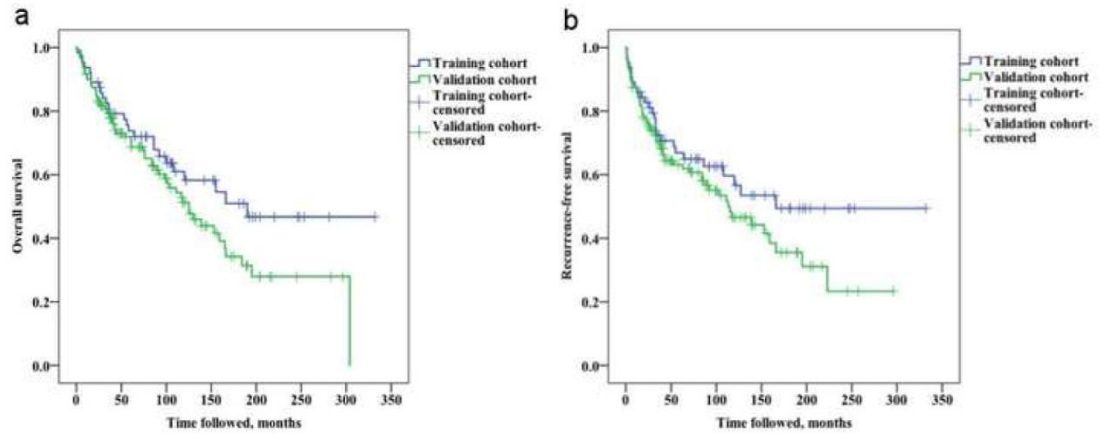 a
1.0
0.8
0.6
0.4
0.2
0.0
Overall survival
0 50 100 150 200 250 300 350
Time followed, months
Training cohort
Validation cohort
Training cohort-
censored
Validation cohort-
censored
b
1.0
0.8
0.6
0.4
0.2
0.0
Recurrence-free survival
0 50 100 150 200 250 300 350
Time followed, months
Training cohort
Validation cohort
Training cohort-
censored
Validation cohort-
censored